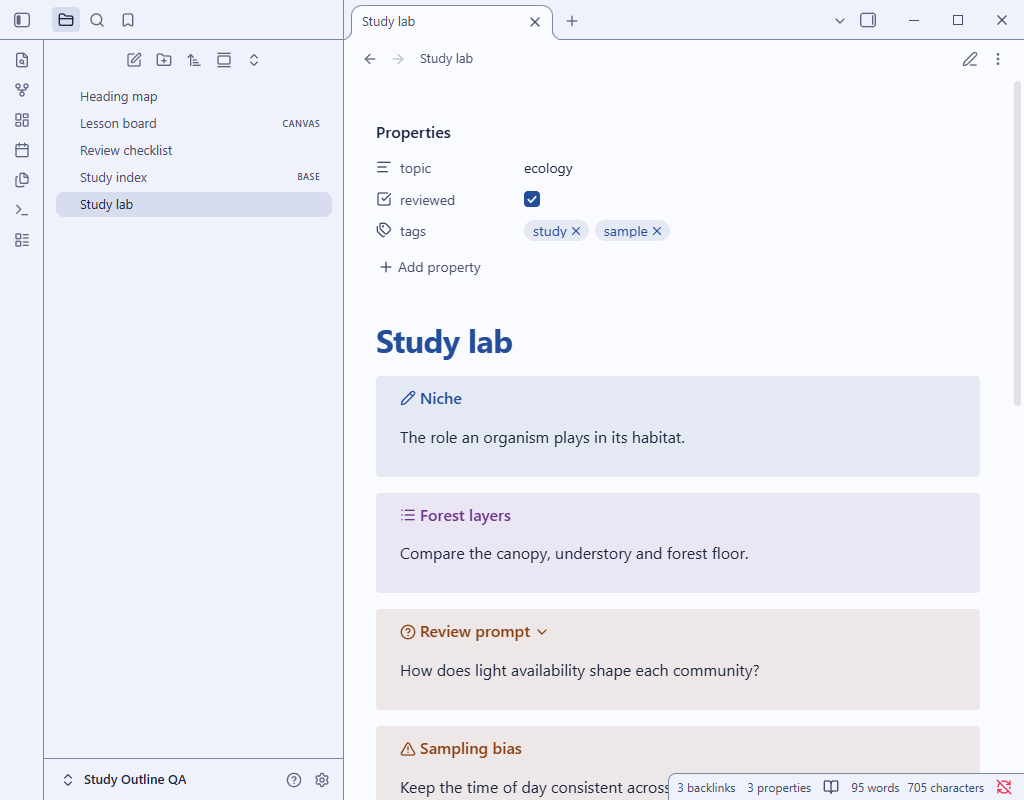 Study lab
Study lab
Heading map
Lesson board CANVAS
Review checklist
Study index BASE
Study lab
Properties
topic ecology
reviewed
tags study sample
Add property
Study lab
Niche
The role an organism plays in its habitat.
Forest layers
Compare the canopy, understory and forest floor.
Review prompt
How does light availability shape each community?
Sampling bias
Keep the time of day consistent across
Study Outline QA
3 backlinks 3 properties 95 words 705 characters